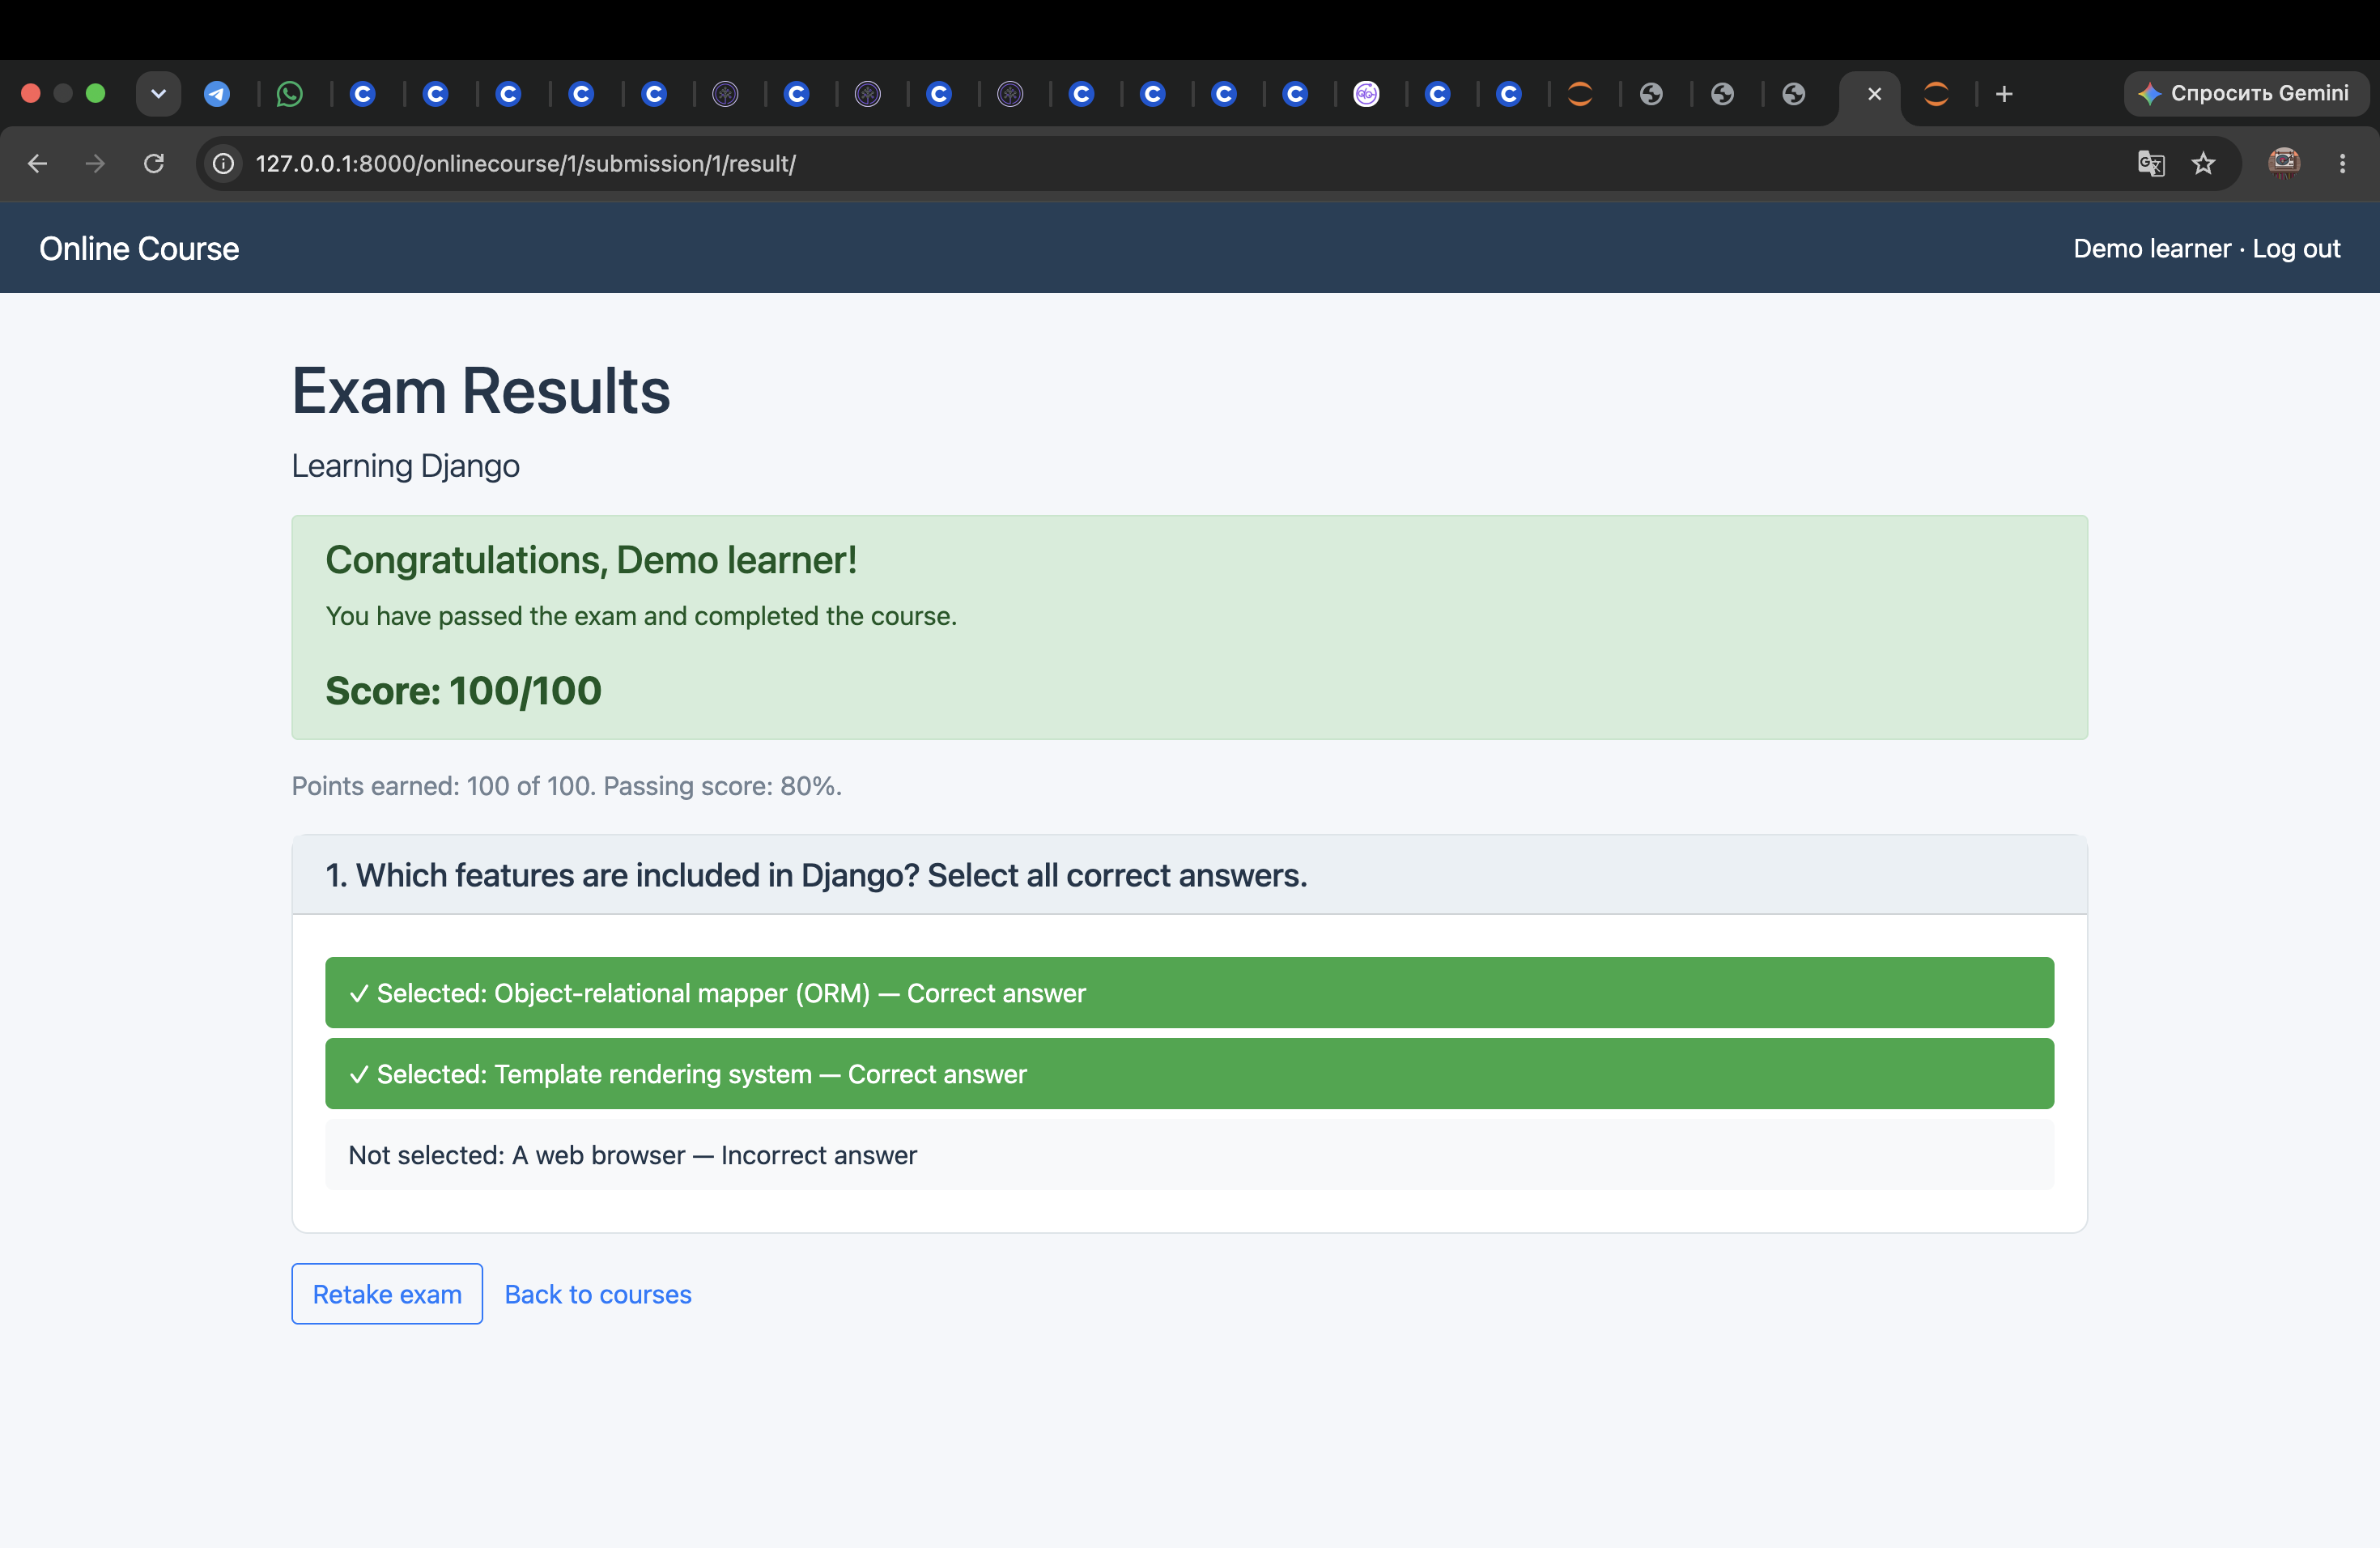 Спросить Gemini
127.0.0.1:8000/onlinecourse/1/submission/1/result/
Online Course
Demo learner · Log out
Exam Results
Learning Django
Congratulations, Demo learner!
You have passed the exam and completed the course.
Score: 100/100
Points earned: 100 of 100. Passing score: 80%.
1. Which features are included in Django? Select all correct answers.
✓ Selected: Object-relational mapper (ORM) — Correct answer
✓ Selected: Template rendering system — Correct answer
Not selected: A web browser — Incorrect answer
Retake exam
Back to courses